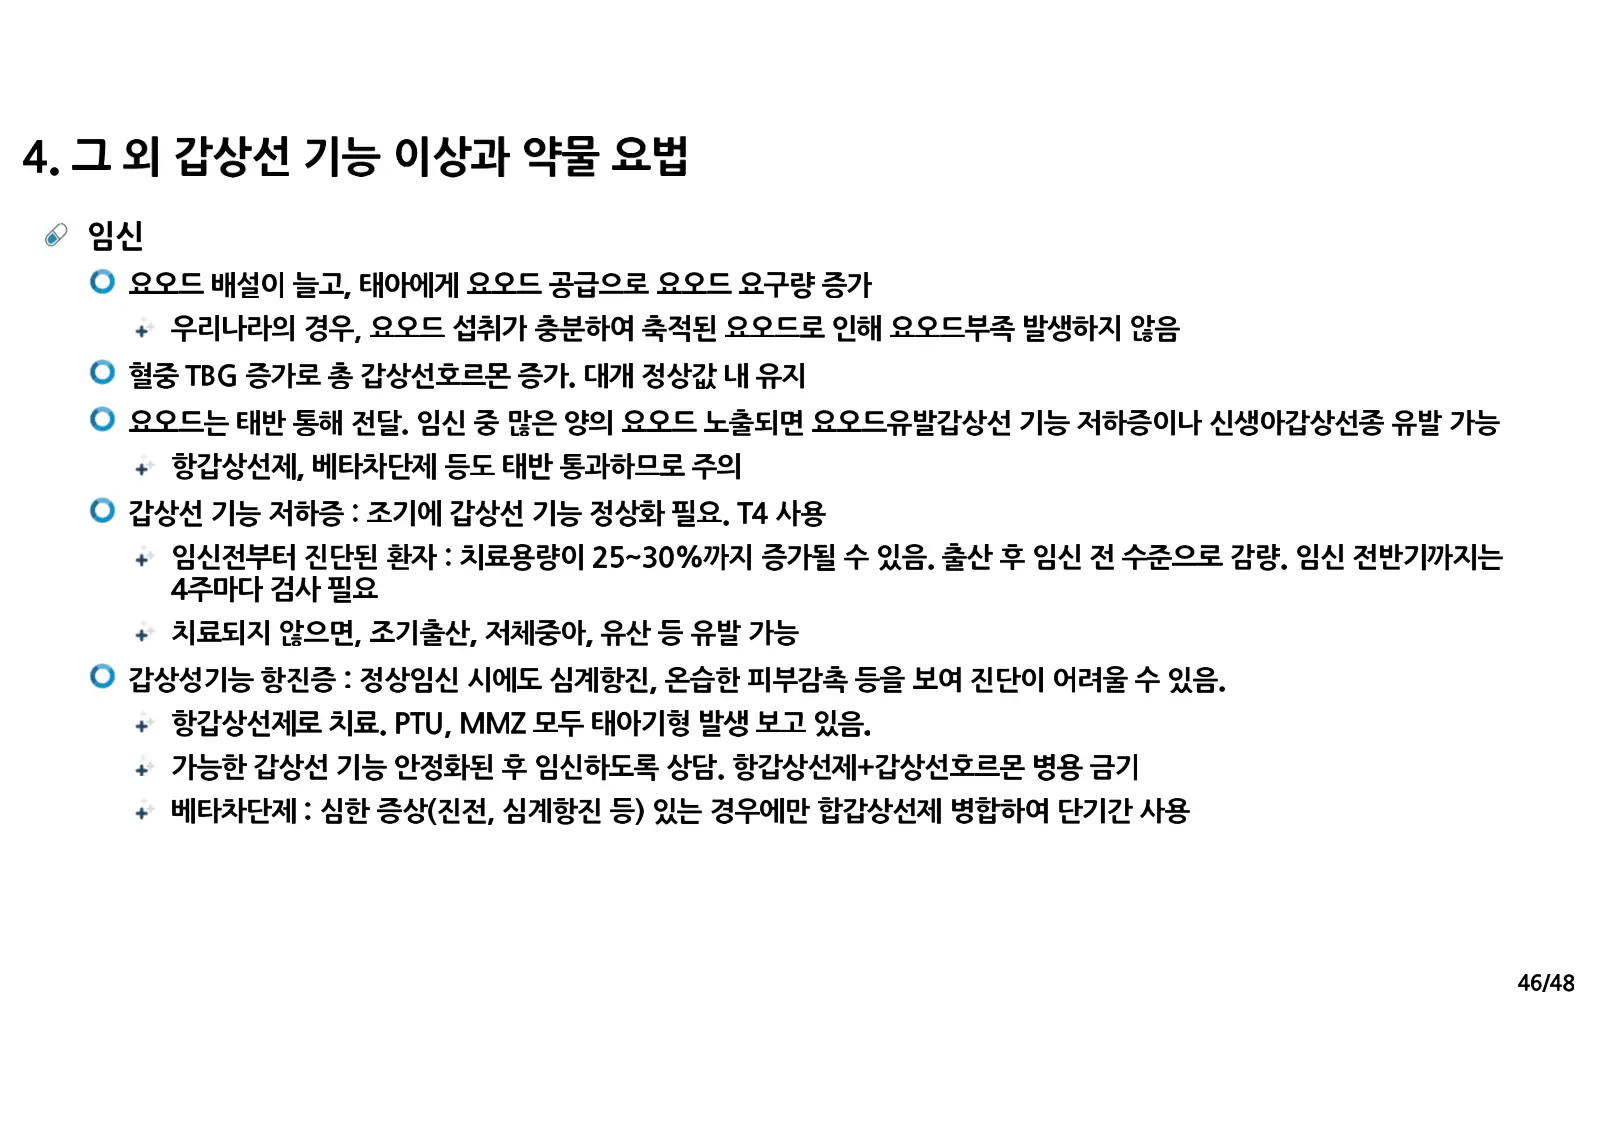 4. 그 외 갑상선 기능 이상과 약물 요법
임신
요오드 배설이 늘고, 태아에게 요오드 공급으로 요오드 요구량 증가
우리나라의 경우, 요오드 섭취가 충분하여 축적된 요오드로 인해 요오드부족 발생하지 않음
혈중 TBG 증가로 총 갑상선호르몬 증가. 대개 정상값 내 유지
요오드는 태반 통해 전달. 임신 중 많은 양의 요오드 노출되면 요오드유발갑상선 기능 저하증이나 신생아갑상선종 유발 가능
항갑상선제, 베타차단제 등도 태반 통과하므로 주의
갑상선 기능 저하증 : 조기에 갑상선 기능 정상화 필요. T4 사용
임신전부터 진단된 환자 : 치료용량이 25~30%까지 증가될 수 있음. 출산 후 임신 전 수준으로 감량. 임신 전반기까지는
4주마다 검사 필요
치료되지 않으면, 조기출산, 저체중아, 유산 등 유발 가능
갑상성기능 항진증 : 정상임신 시에도 심계항진, 온습한 피부감촉 등을 보여 진단이 어려울 수 있음.
항갑상선제로 치료. PTU, MMZ 모두 태아기형 발생 보고 있음.
가능한 갑상선 기능 안정화된 후 임신하도록 상담. 항갑상선제+갑상선호르몬 병용 금기
베타차단제 : 심한 증상(진전, 심계항진 등) 있는 경우에만 합갑상선제 병합하여 단기간 사용
46/48